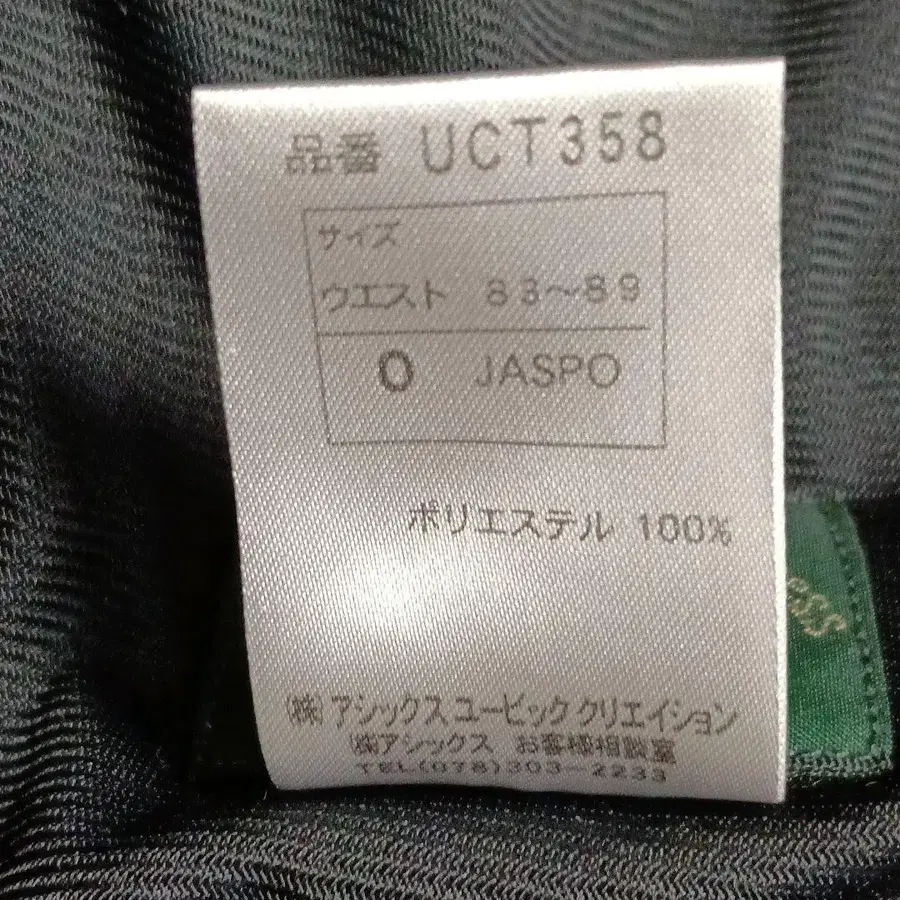 品番 UCT358
サイズ
ウエスト 83～89
O JASPO
ポリエステル 100%
(株)アシックスユービッククリエイション
(株)アシックス お客様相談室
TEL(078)303-2233